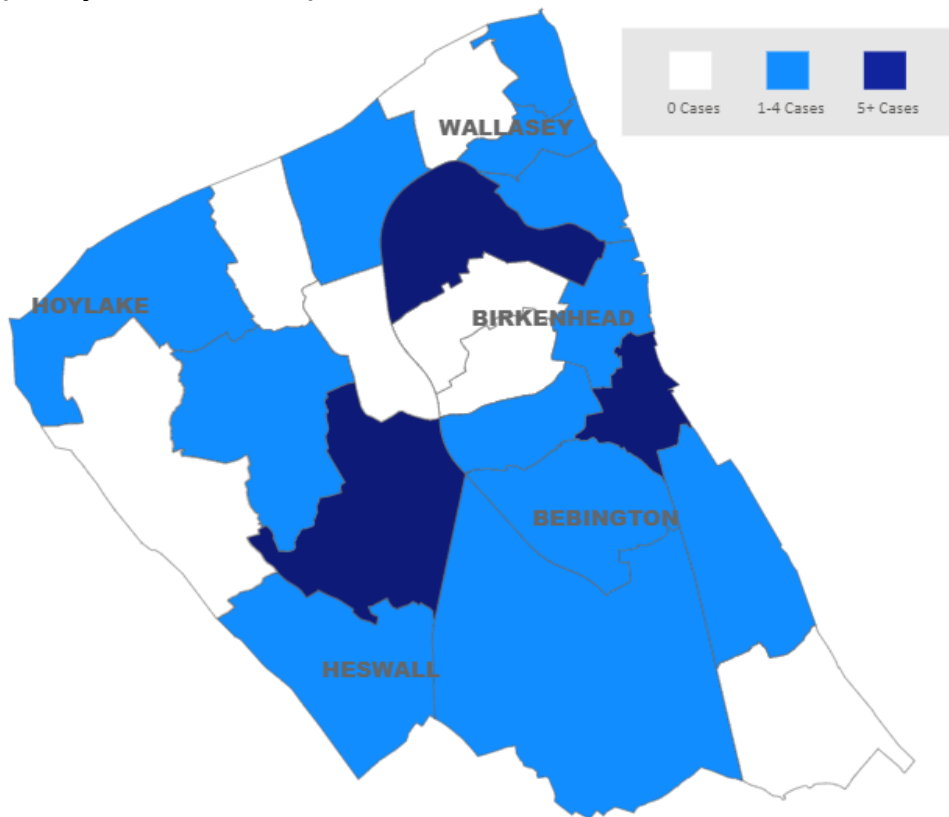 0 Cases
1-4 Cases
5+ Cases
WALLASEY
HOYLAKE
BIRKENHEAD
BEBINGTON
HESWALL